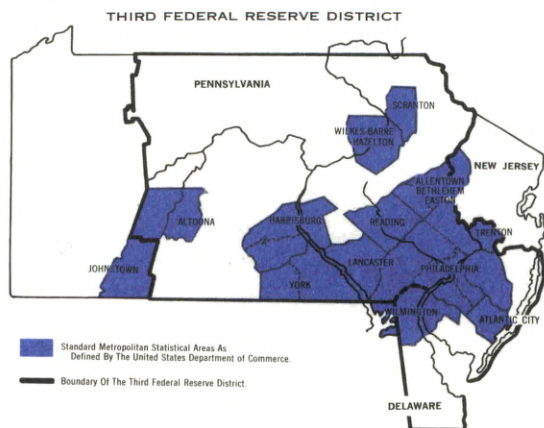 THIRD FEDERAL RESERVE DISTRICT
PENNSYLVANIA
SCRANTON
WILKES-BARRE
HAZELTON
NEW JERSEY
ALLENTOWN
BETHLEHEM
EASTON
ALTOONA
HARRISBURG
READING
TRENTON
JOHNSTOWN
LANCASTER
PHILADELPHIA
YORK
WILMINGTON
ATLANTIC CITY
Standard Metropolitan Statistical Areas As
Defined By The United States Department of Commerce.
Boundary Of The Third Federal Reserve District.
DELAWARE